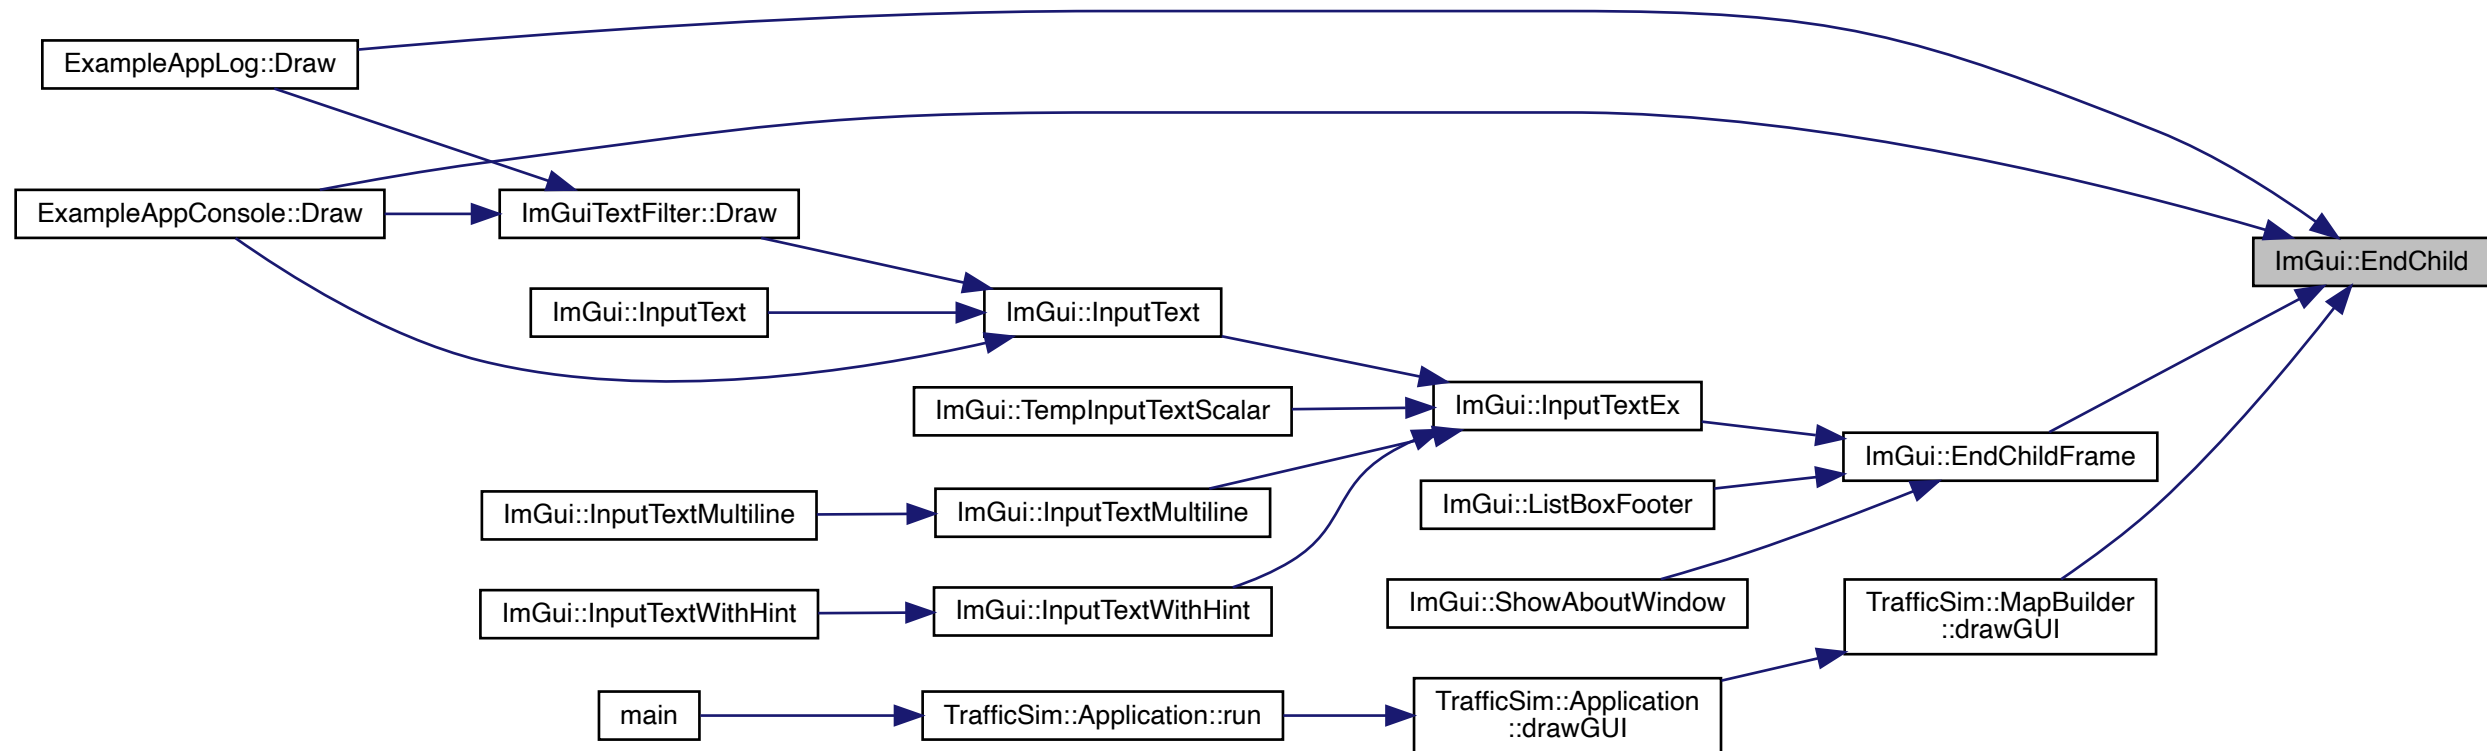 ExampleAppLog::Draw
ExampleAppConsole::Draw
ImGuiTextFilter::Draw
ImGui::EndChild
ImGui::InputText
ImGui::InputText
ImGui::TempInputTextScalar
ImGui::InputTextEx
ImGui::EndChildFrame
ImGui::InputTextMultiline
ImGui::InputTextMultiline
ImGui::ListBoxFooter
ImGui::InputTextWithHint
ImGui::InputTextWithHint
ImGui::ShowAboutWindow
TrafficSim::MapBuilder
::drawGUI
main
TrafficSim::Application::run
TrafficSim::Application
::drawGUI